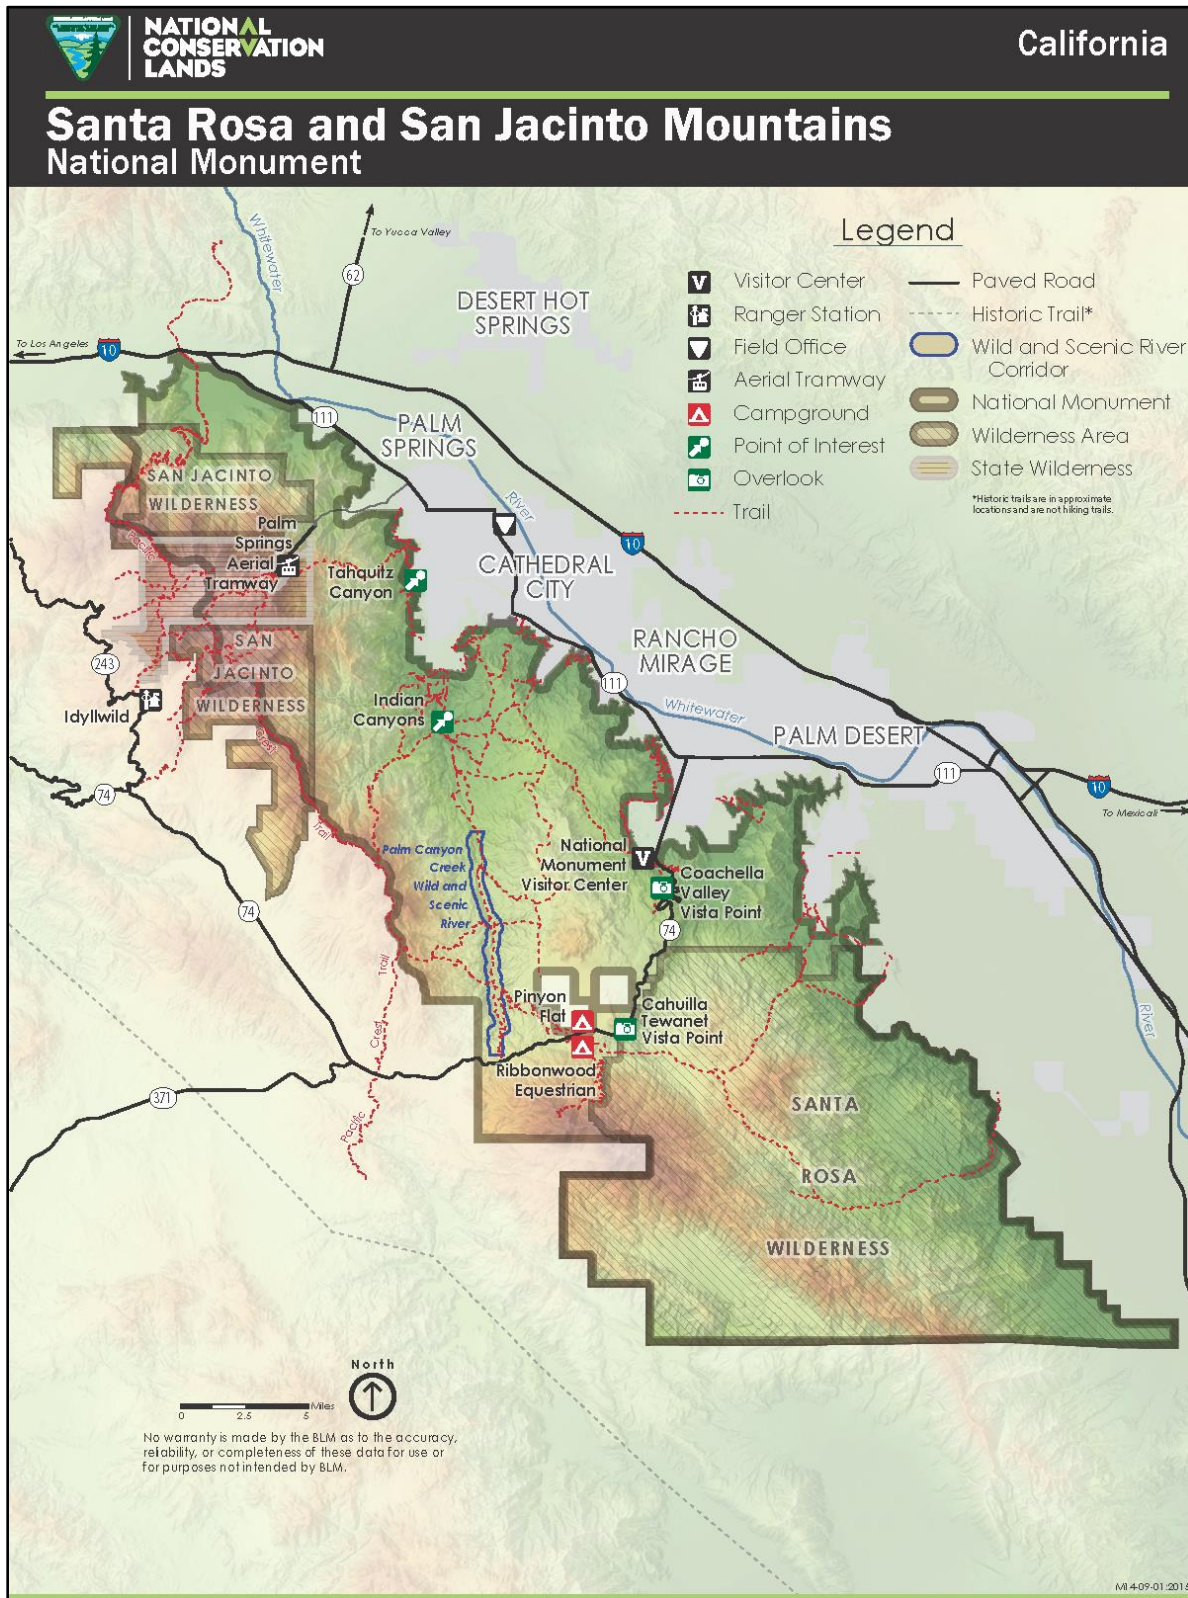 NATIONAL
CONSERVATION
LANDS
California
Santa Rosa and San Jacinto Mountains
National Monument
Legend
Visitor Center
Ranger Station
Field Office
Aerial Tramway
Campground
Point of Interest
Overlook
Trail
Paved Road
Historic Trail*
Wild and Scenic River
Corridor
National Monument
Wilderness Area
State Wilderness
*Historic trails are in approximate
locations and are not hiking trails.
Whitewater
To Yucca Valley
62
DESERT HOT
SPRINGS
To Los Angeles
10
111
PALM
SPRINGS
River
SAN JACINTO
WILDERNESS
Palm
Springs
Aerial
Tramway
Pacific
Tahquitz
Canyon
CATHEDRAL
CITY
10
RANCHO
MIRAGE
SAN
JACINTO
WILDERNESS
243
Idyllwild
Indian
Canyons
111
Whitewater
PALM DESERT
111
10
To Mexicali
Crest
Trail
74
Palm Canyon
Creek
Wild and
Scenic
River
National
Monument
Visitor Center
Coachella
Valley
Vista Point
74
74
Trail
Crest
Pacific
Pinyon
Flat
Cahuilla
Tewanet
Vista Point
Ribbonwood
Equestrian
River
371
SANTA
ROSA
WILDERNESS
North
0
2.5
5
Miles
No warranty is made by the BLM as to the accuracy,
reliability, or completeness of these data for use or
for purposes not intended by BLM.